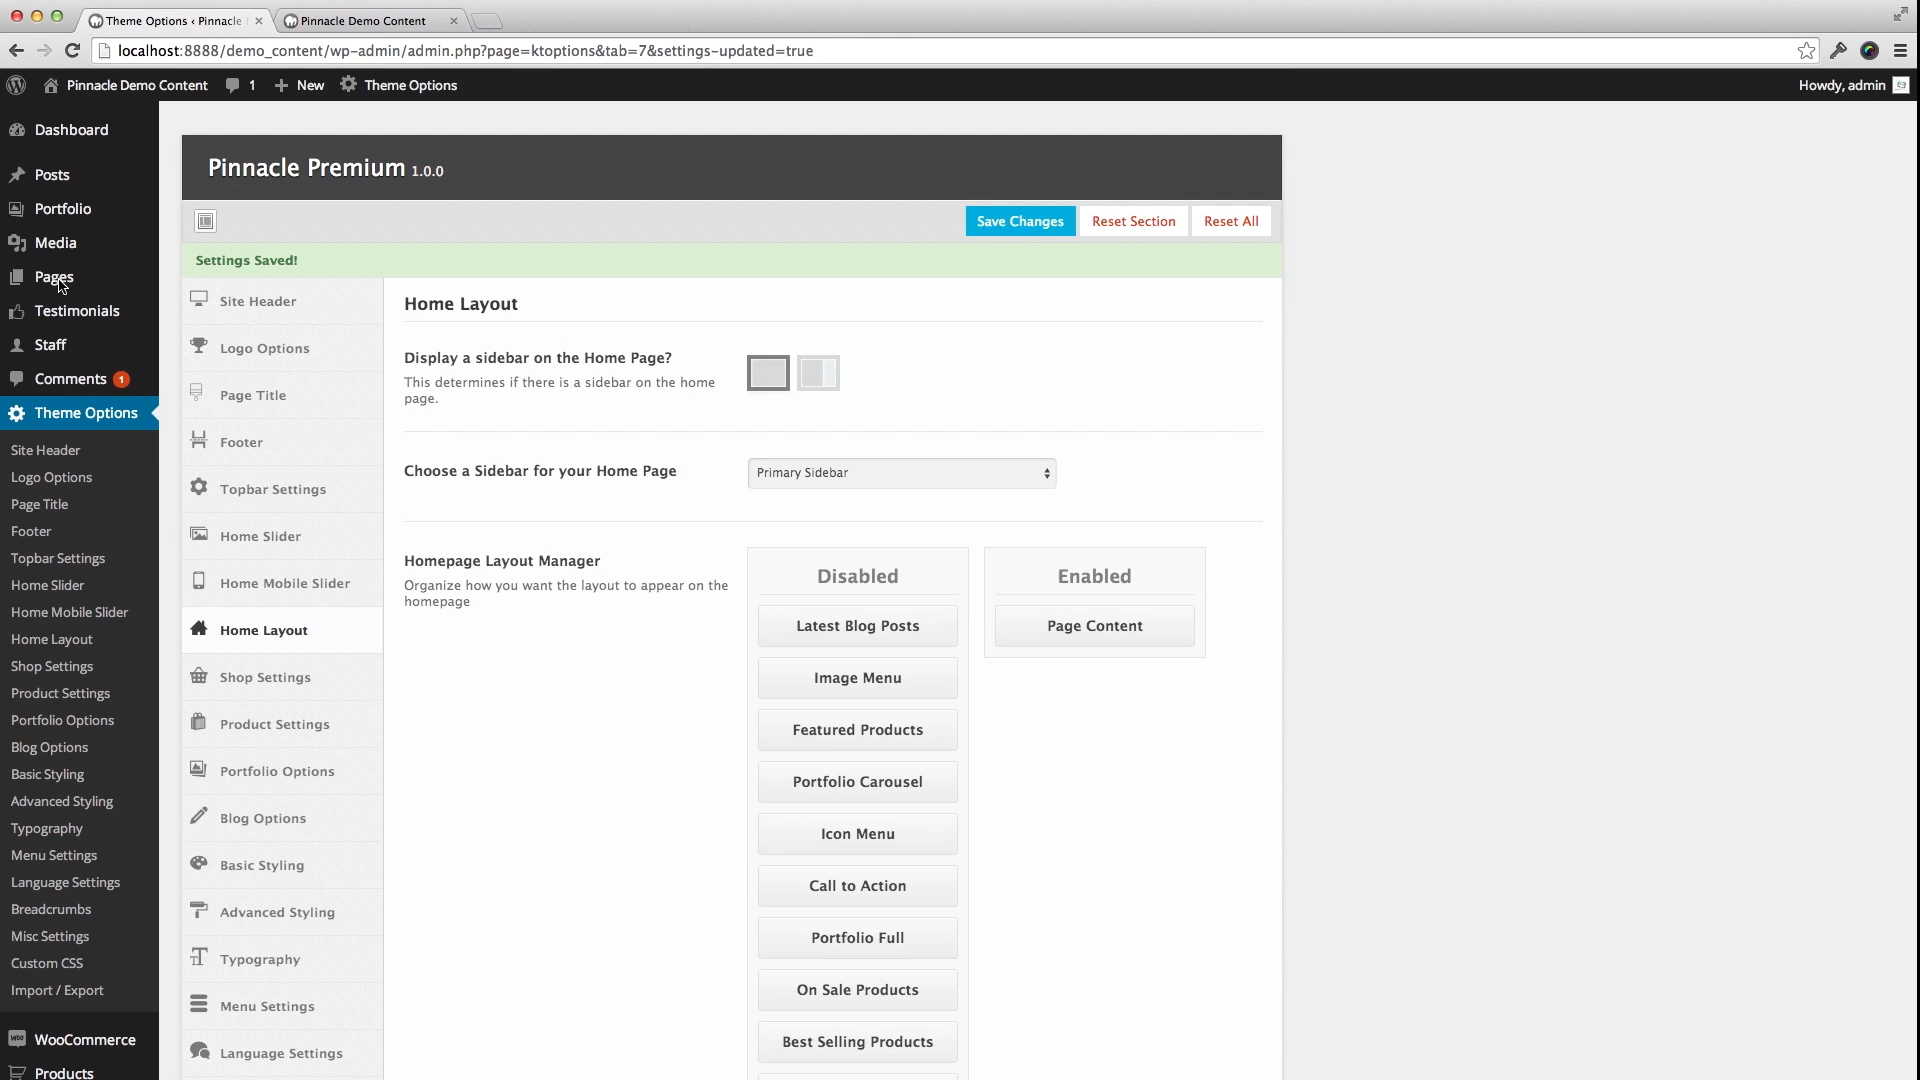 Theme Options ‹ Pinnacle
Pinnacle Demo Content
localhost:8888/demo_content/wp-admin/admin.php?page=ktoptions&tab=7&settings-updated=true
Pinnacle Demo Content
1
New
Theme Options
Howdy, admin
Dashboard
Posts
Portfolio
Media
Pages
Testimonials
Staff
Comments 1
Theme Options
Site Header
Logo Options
Page Title
Footer
Topbar Settings
Home Slider
Home Mobile Slider
Home Layout
Shop Settings
Product Settings
Portfolio Options
Blog Options
Basic Styling
Advanced Styling
Typography
Menu Settings
Language Settings
Breadcrumbs
Misc Settings
Custom CSS
Import / Export
WooCommerce
Products
Pinnacle Premium 1.0.0
Save Changes
Reset Section
Reset All
Settings Saved!
Site Header
Logo Options
Page Title
Footer
Topbar Settings
Home Slider
Home Mobile Slider
Home Layout
Shop Settings
Product Settings
Portfolio Options
Blog Options
Basic Styling
Advanced Styling
Typography
Menu Settings
Language Settings
Home Layout
Display a sidebar on the Home Page?
This determines if there is a sidebar on the home
page.
Choose a Sidebar for your Home Page
Primary Sidebar
Homepage Layout Manager
Organize how you want the layout to appear on the
homepage
Disabled
Latest Blog Posts
Image Menu
Featured Products
Portfolio Carousel
Icon Menu
Call to Action
Portfolio Full
On Sale Products
Best Selling Products
Enabled
Page Content